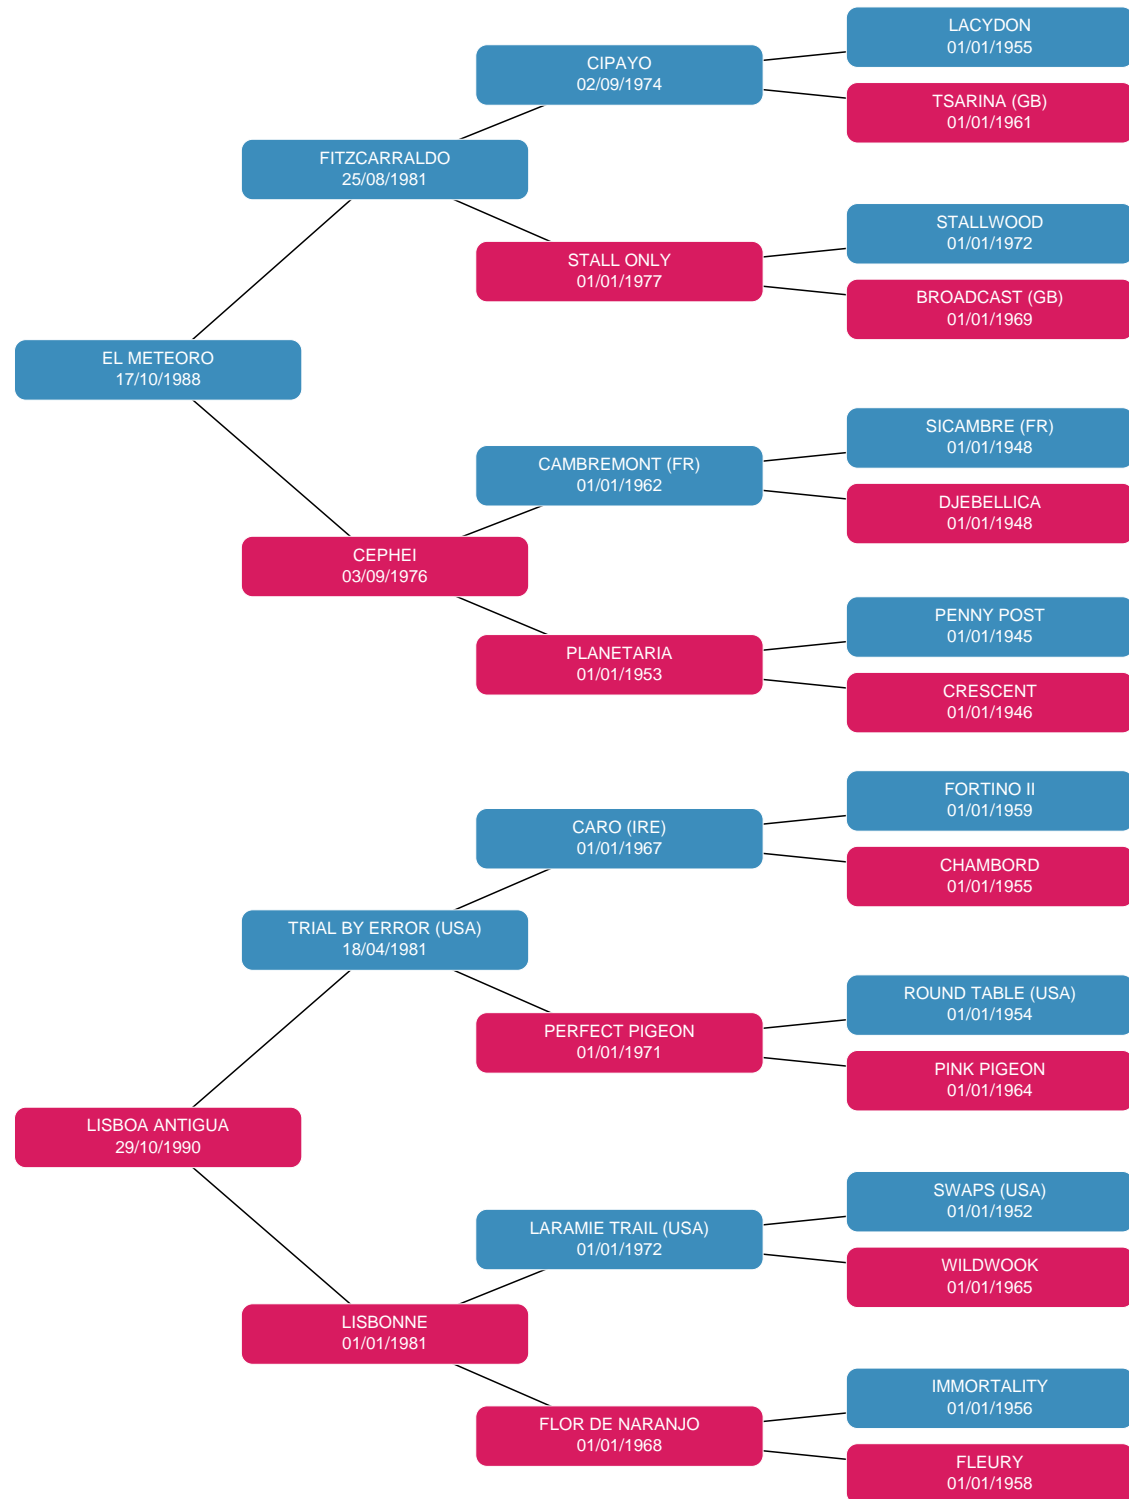 LACYDON
01/01/1955
CIPAYO
02/09/1974
TSARINA (GB)
01/01/1961
FITZCARRALDO
25/08/1981
STALLWOOD
01/01/1972
STALL ONLY
01/01/1977
BROADCAST (GB)
01/01/1969
EL METEORO
17/10/1988
SICAMBRE (FR)
01/01/1948
CAMBREMONT (FR)
01/01/1962
DJEBELLICA
01/01/1948
CEPHEI
03/09/1976
PENNY POST
01/01/1945
PLANETARIA
01/01/1953
CRESCENT
01/01/1946
FORTINO II
01/01/1959
CARO (IRE)
01/01/1967
CHAMBORD
01/01/1955
TRIAL BY ERROR (USA)
18/04/1981
ROUND TABLE (USA)
01/01/1954
PERFECT PIGEON
01/01/1971
PINK PIGEON
01/01/1964
LISBOA ANTIGUA
29/10/1990
SWAPS (USA)
01/01/1952
LARAMIE TRAIL (USA)
01/01/1972
WILDWOOK
01/01/1965
LISBONNE
01/01/1981
IMMORTALITY
01/01/1956
FLOR DE NARANJO
01/01/1968
FLEURY
01/01/1958